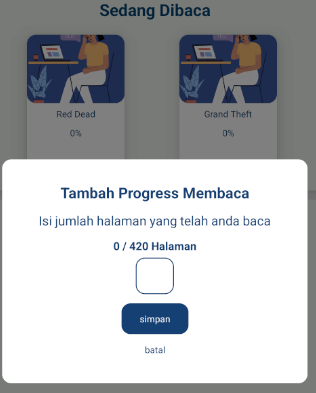 Sedang Dibaca
Red Dead
Grand Theft
0%
0%
Tambah Progress Membaca
Isi jumlah halaman yang telah anda baca
0 / 420 Halaman
simpan
batal